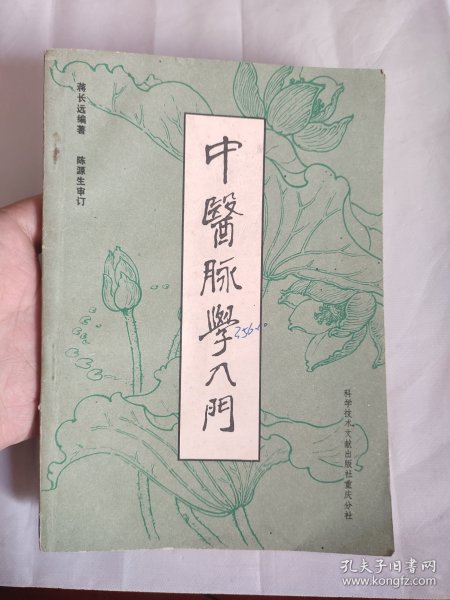 蒋长远编著 陈源生审订
中醫脉學入門
科学技术文献出版社重庆分社
孔夫子旧书网
www.kongfz.com